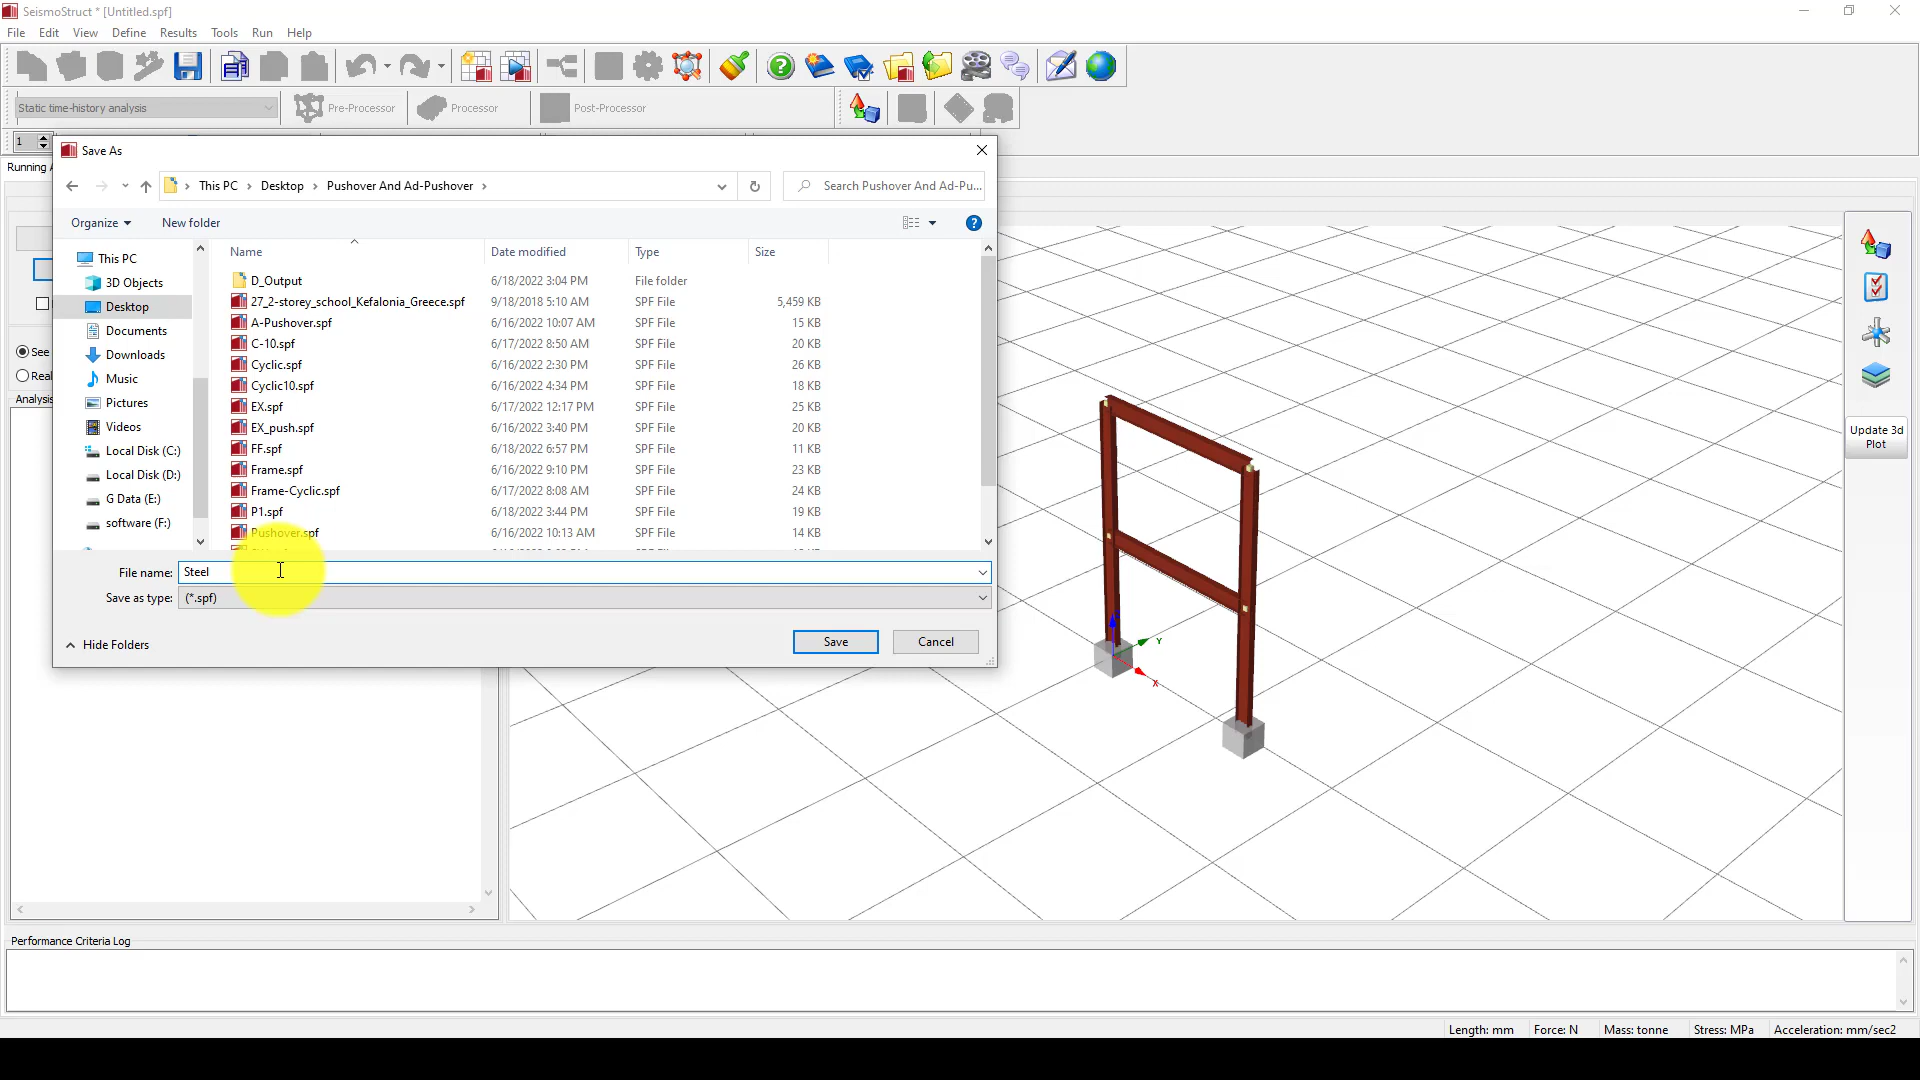 SeismoStruct * [Untitled.spf]
File Edit View Define Results Tools Run Help
Static time-history analysis Pre-Processor Processor Post-Processor
1
Running
Save As
This PC > Desktop > Pushover And Ad-Pushover >
Search Pushover And Ad-Pu...
Organize New folder
Name Date modified Type Size
This PC
3D Objects
Desktop
Documents
Downloads
Music
Pictures
Videos
Local Disk (C:)
Local Disk (D:)
G Data (E:)
software (F:)
D_Output 6/18/2022 3:04 PM File folder
27_2-storey_school_Kefalonia_Greece.spf 9/18/2018 5:10 AM SPF File 5,459 KB
A-Pushover.spf 6/16/2022 10:07 AM SPF File 15 KB
C-10.spf 6/17/2022 8:50 AM SPF File 20 KB
Cyclic.spf 6/16/2022 2:30 PM SPF File 26 KB
Cyclic10.spf 6/16/2022 4:34 PM SPF File 18 KB
EX.spf 6/17/2022 12:17 PM SPF File 25 KB
EX_push.spf 6/16/2022 3:40 PM SPF File 20 KB
FF.spf 6/18/2022 6:57 PM SPF File 11 KB
Frame.spf 6/16/2022 9:10 PM SPF File 23 KB
Frame-Cyclic.spf 6/17/2022 8:08 AM SPF File 24 KB
P1.spf 6/18/2022 3:44 PM SPF File 19 KB
Pushover.spf 6/16/2022 10:13 AM SPF File 14 KB
File name: Steel
Save as type: (*.spf)
Hide Folders
Save Cancel
See
Real
Analysis
Y
X
Update 3d
Plot
Performance Criteria Log
Length: mm Force: N Mass: tonne Stress: MPa Acceleration: mm/sec2